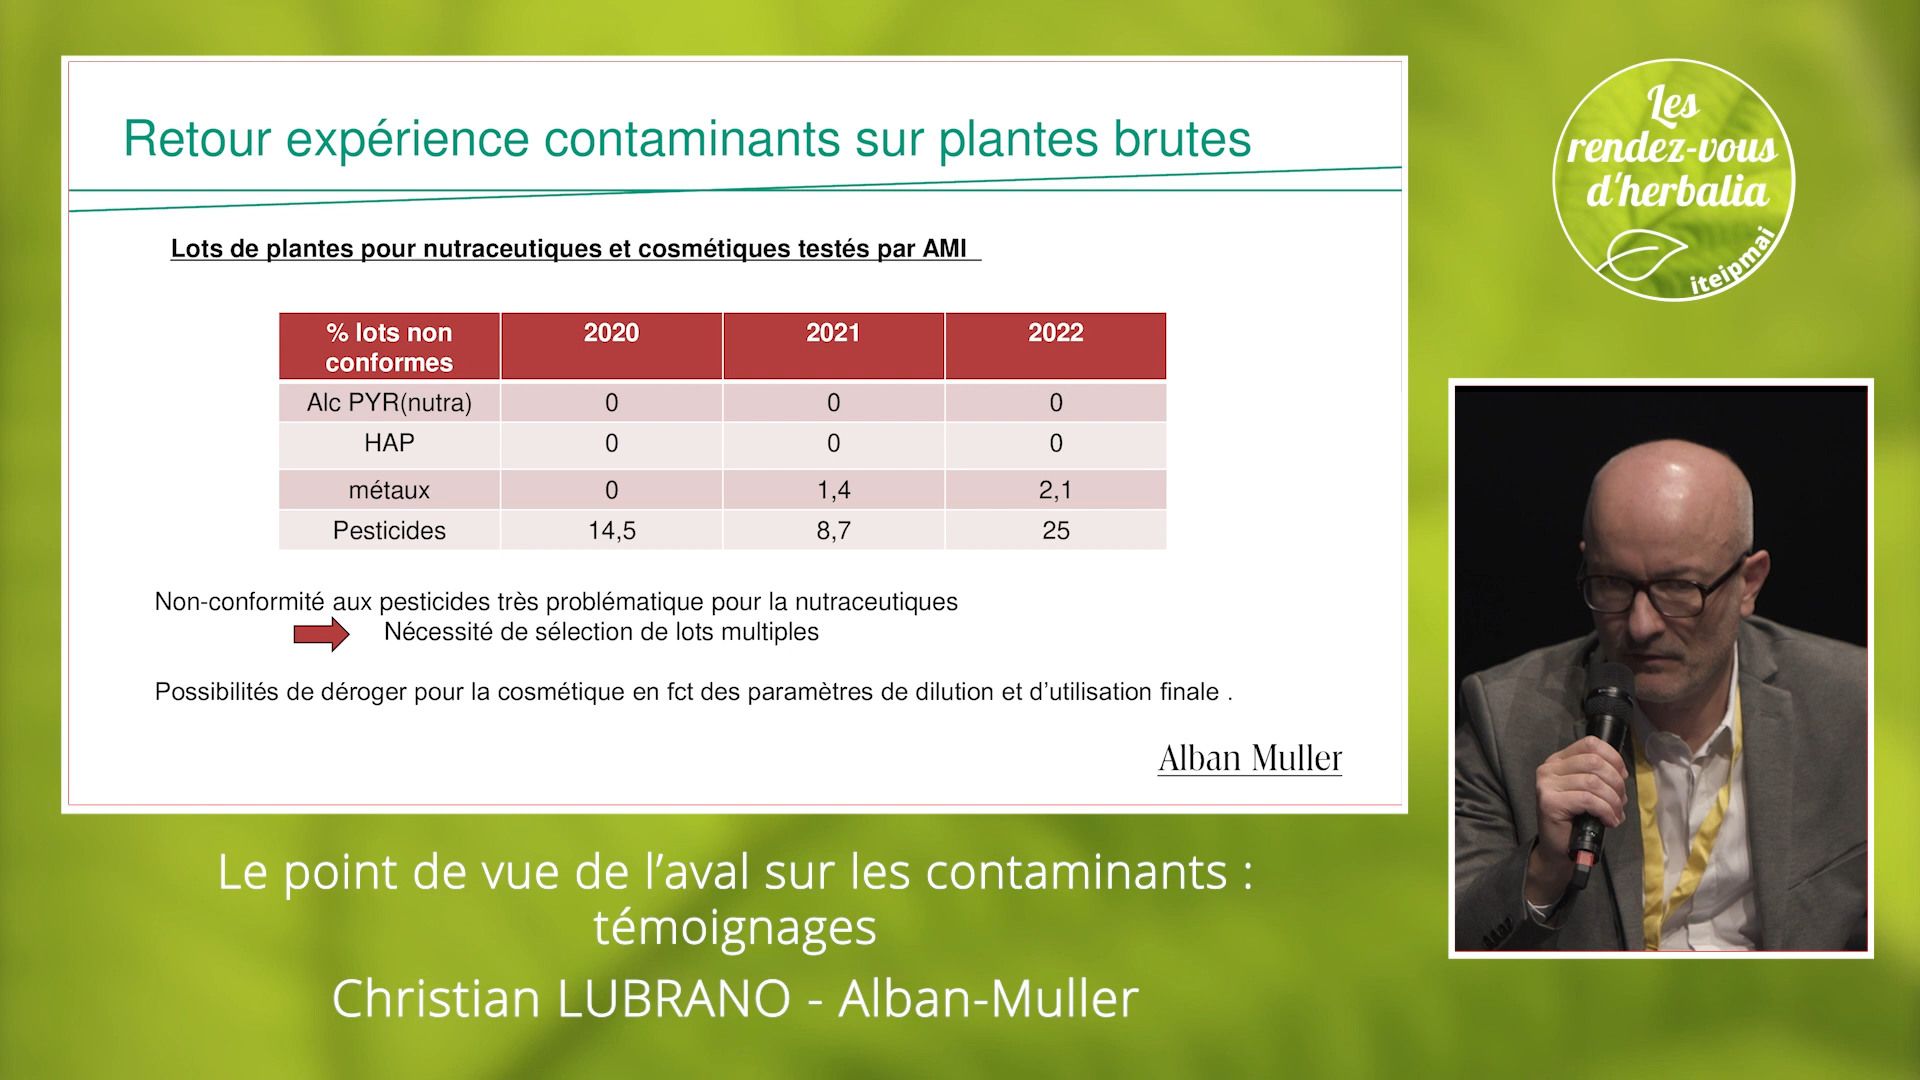 Retour expérience contaminants sur plantes brutes
Lots de plantes pour nutraceutiques et cosmétiques testés par AMI
% lots non conformes 2020 2021 2022
Alc PYR(nutra) 0 0 0
HAP 0 0 0
métaux 0 1,4 2,1
Pesticides 14,5 8,7 25
Non-conformité aux pesticides très problématique pour la nutraceutiques
Nécessité de sélection de lots multiples
Possibilités de déroger pour la cosmétique en fct des paramètres de dilution et d’utilisation finale .
Alban Muller
Les
rendez-vous
d'herbalia
iteipmai
Le point de vue de l’aval sur les contaminants :
témoignages
Christian LUBRANO - Alban-Muller